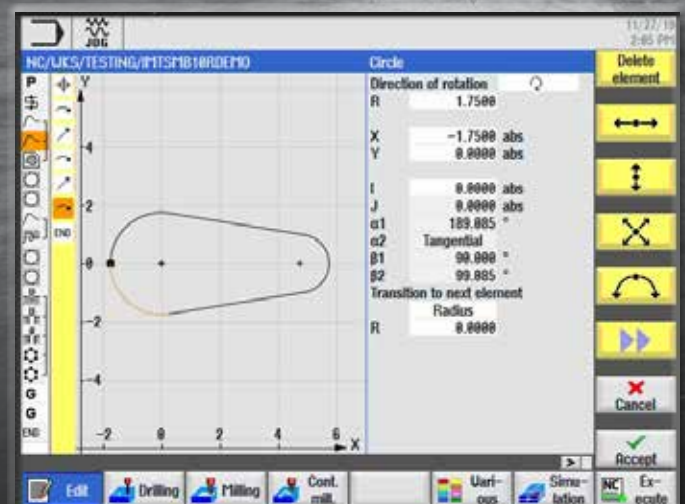 JOG
11/27/19
2:05 PM
NC/WKS/TESTING/IMTSMB18RDEMO
Circle
Delete element
P
Y
Direction of rotation
R 1.7500
X -1.7500 abs
Y 0.0000 abs
I 0.0000 abs
J 0.0000 abs
α1 189.085 °
α2 Tangential
β1 90.000 °
β2 99.085 °
Transition to next element
Radius
R 0.0000
END
4
2
0
-2
-4
-2 0 2 4 6 X
G
G
END
Cancel
Accept
Edit
Drilling
Milling
Cont. mill.
Vari-ous
Simu-lation
NC Ex-ecute